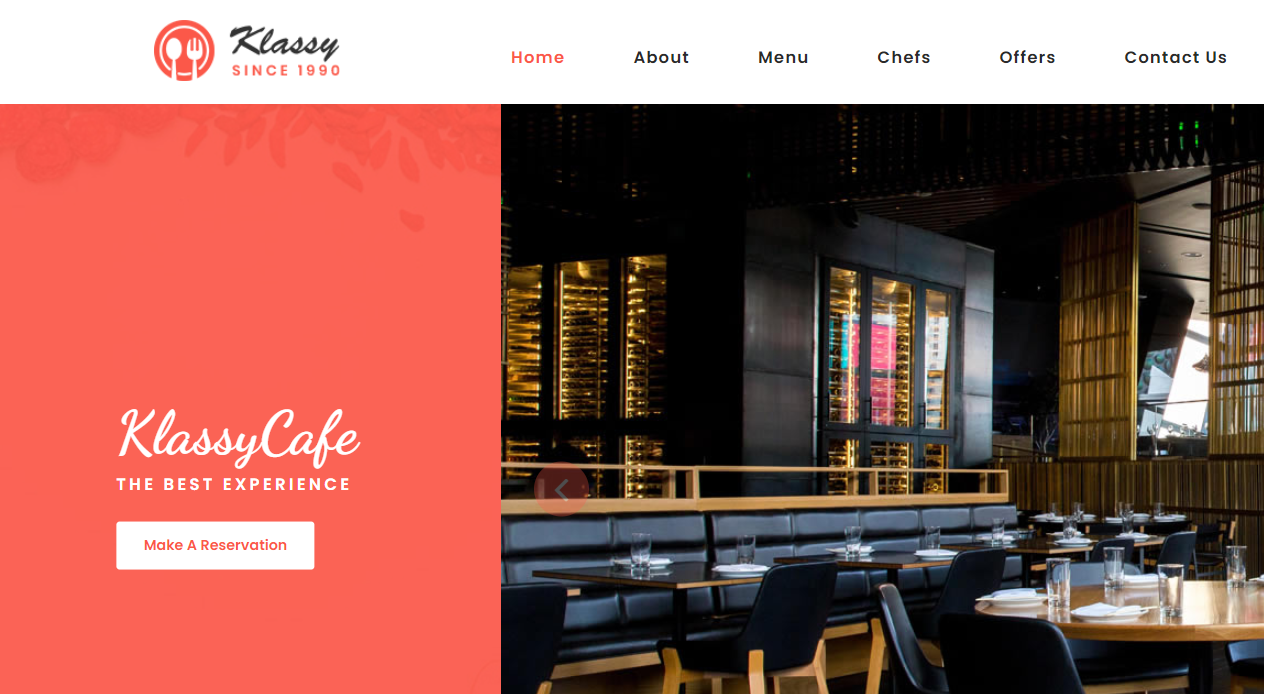 Klassy
SINCE 1990
Home About Menu Chefs Offers Contact Us
KlassyCafe
THE BEST EXPERIENCE
Make A Reservation